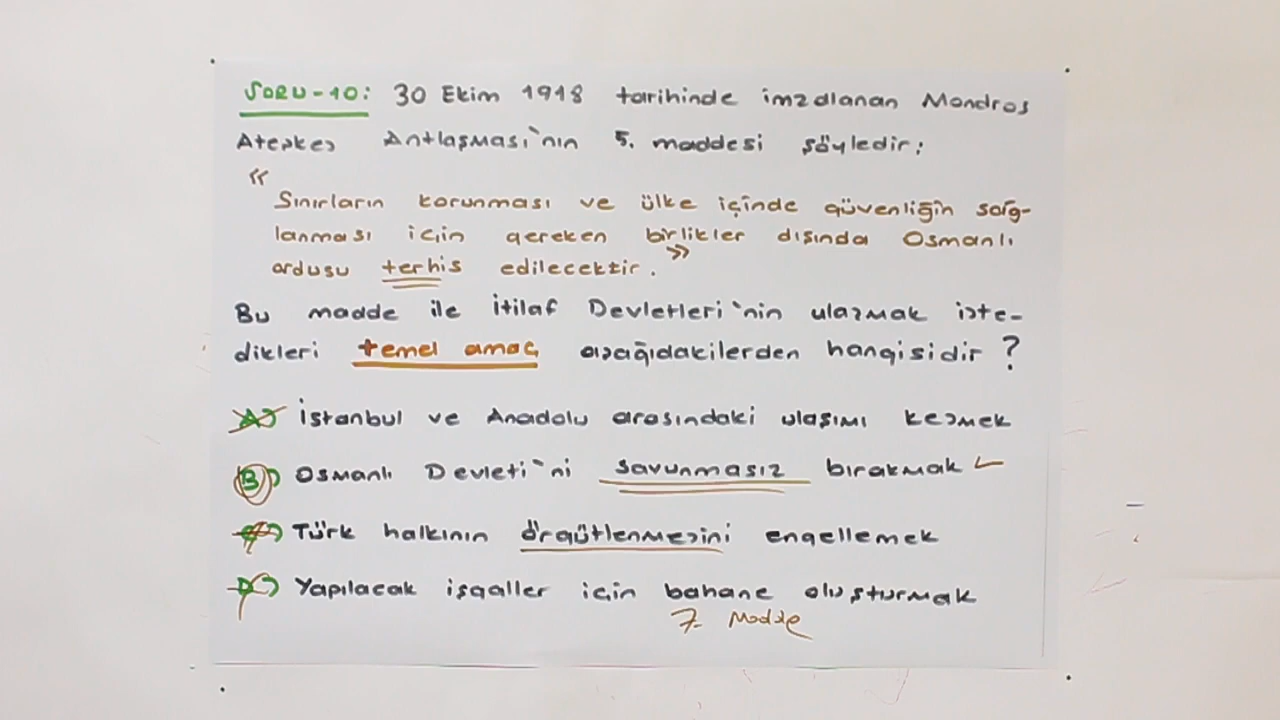 SORU-10: 30 Ekim 1918 tarihinde imzalanan Mondros
Ateşkes Antlaşması'nın 5. maddesi şöyledir:
"Sınırların korunması ve ülke içinde güvenliğin sağ-
lanması için gereken birlikler dışında Osmanlı
ordusu terhis edilecektir."
Bu madde ile İtilaf Devletleri'nin ulaşmak iste-
dikleri temel amaç aşağıdakilerden hangisidir?
A) İstanbul ve Anadolu arasındaki ulaşımı kesmek
B) Osmanlı Devleti'ni savunmasız bırakmak
C) Türk halkının örgütlenmesini engellemek
D) Yapılacak işgaller için bahane oluşturmak
7. Madde